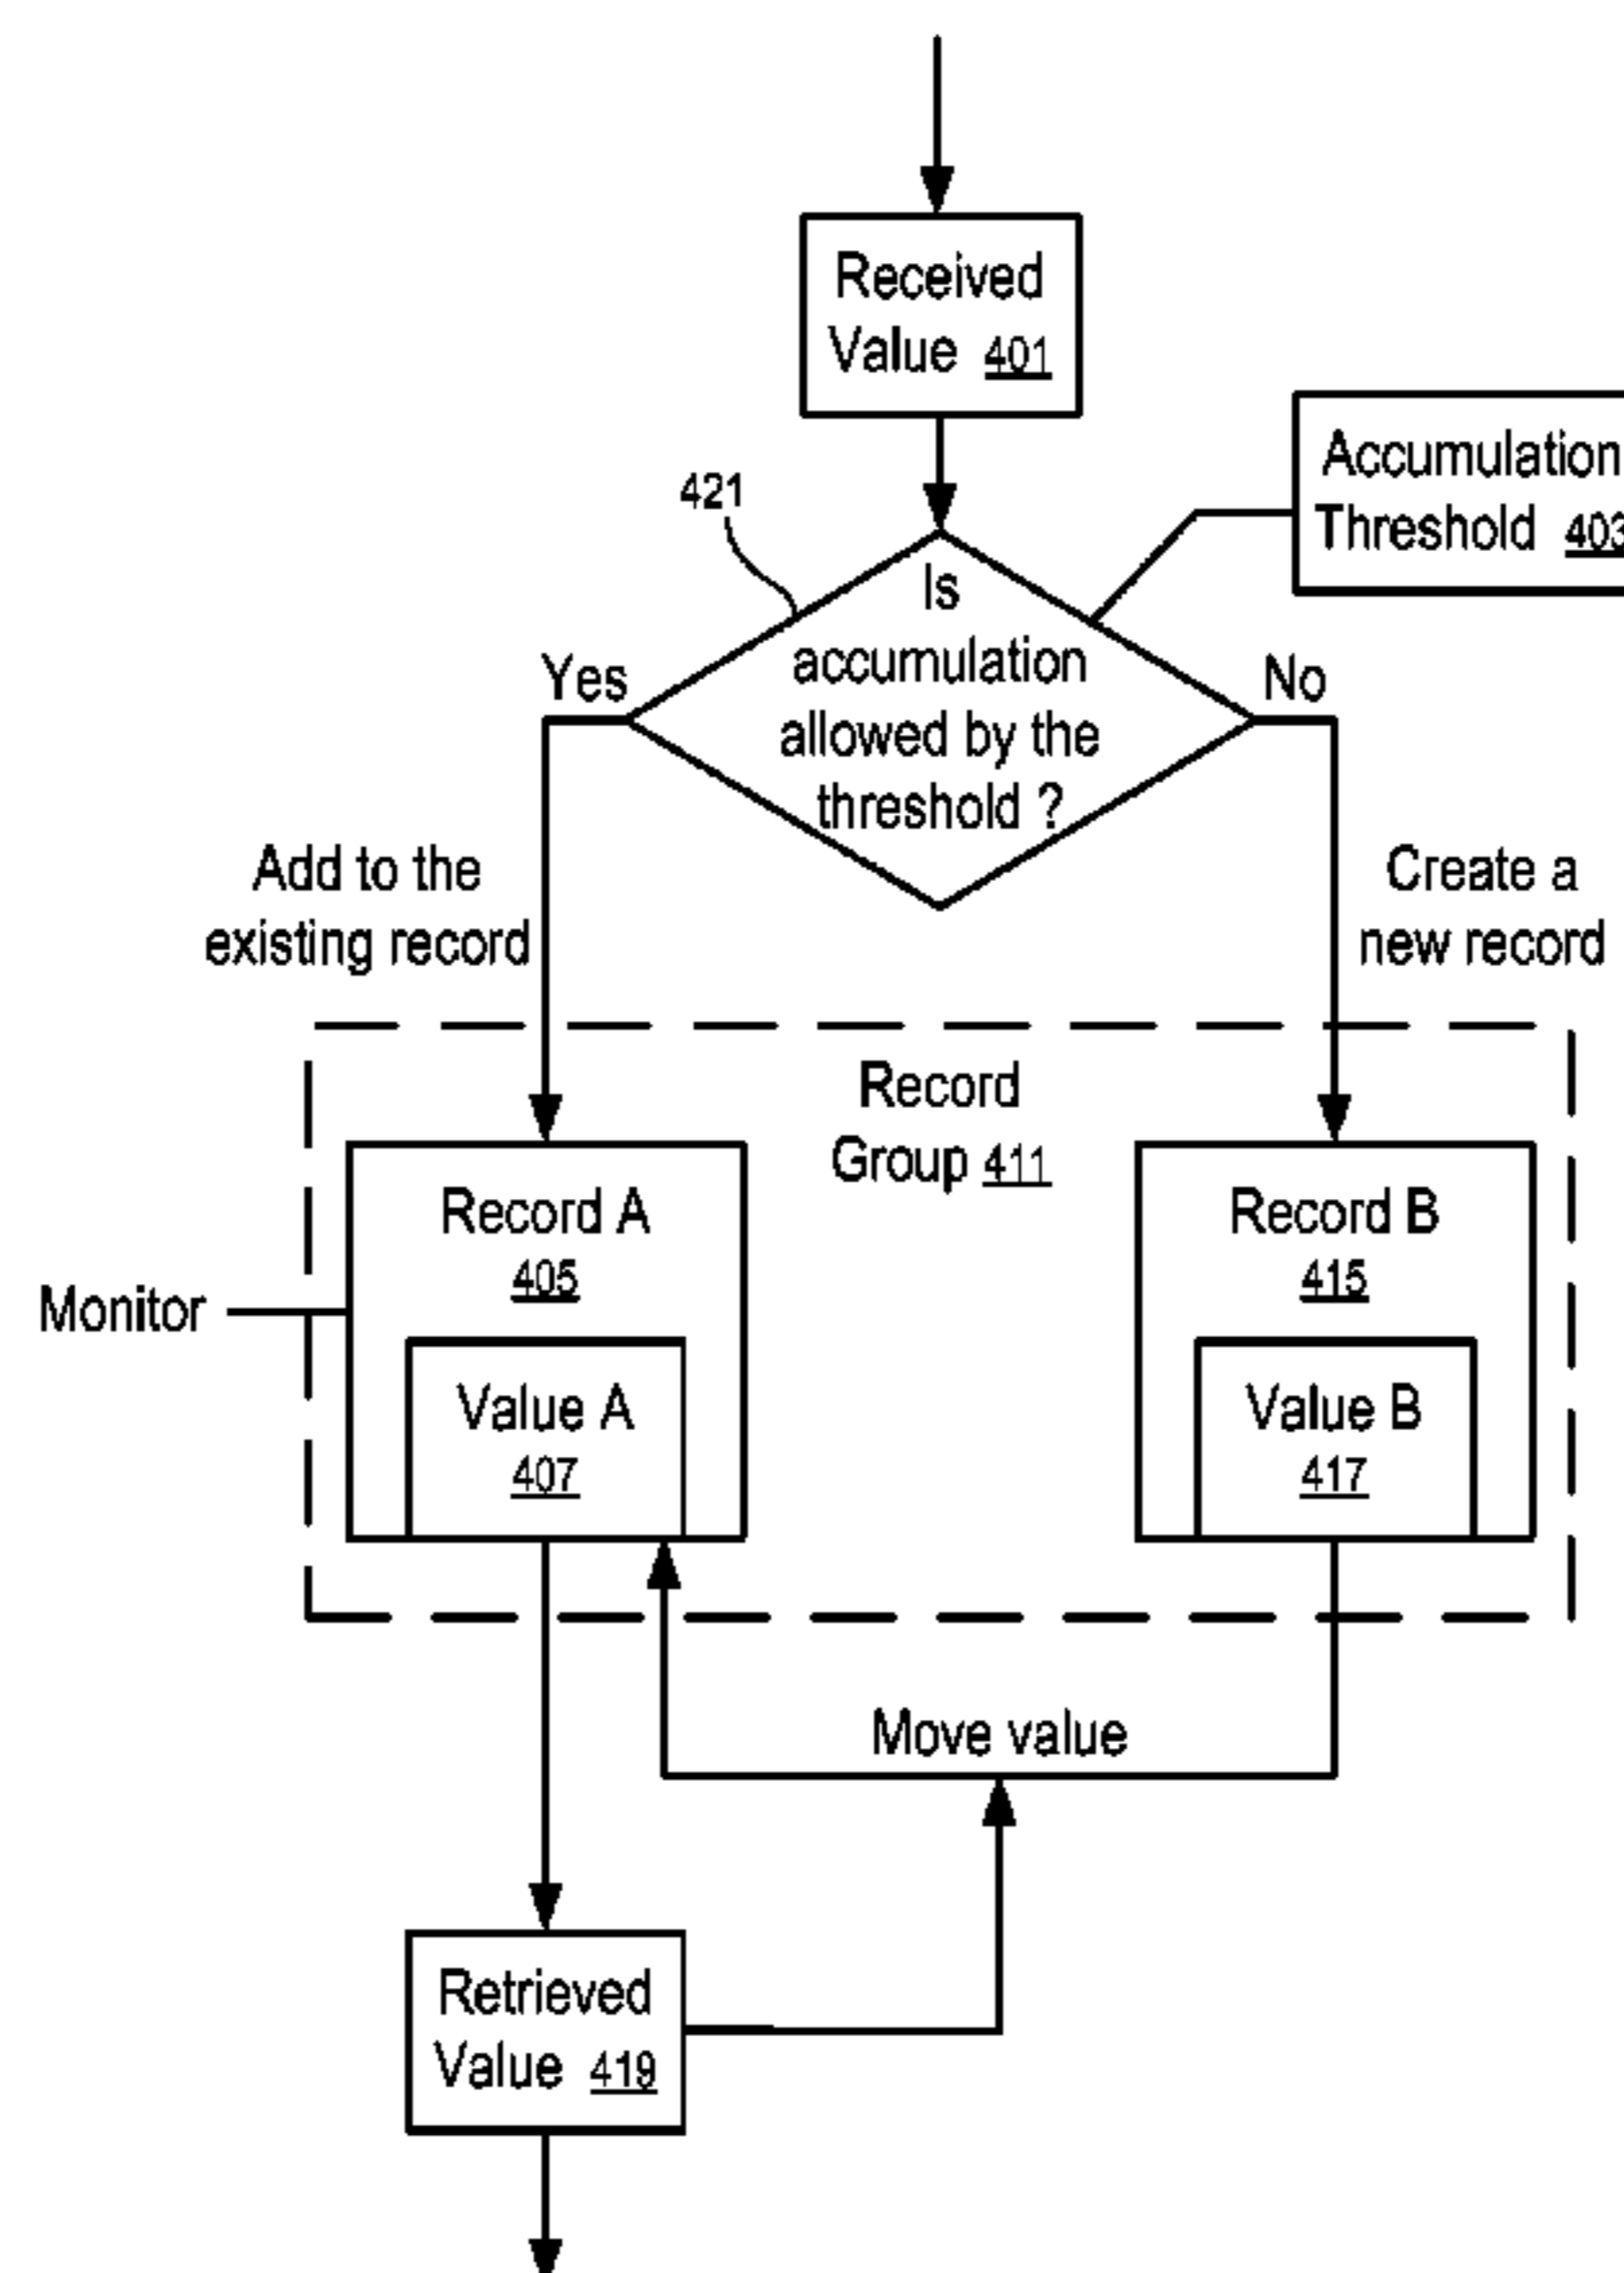 Received
Value 401
Accumulation
Threshold 403
421
Is
accumulation
allowed by the
threshold ?
Yes
No
Add to the
existing record
Create a
new record
Record
Group 411
Record A
405
Record B
415
Monitor
Value A
407
Value B
417
Move value
Retrieved
Value 419